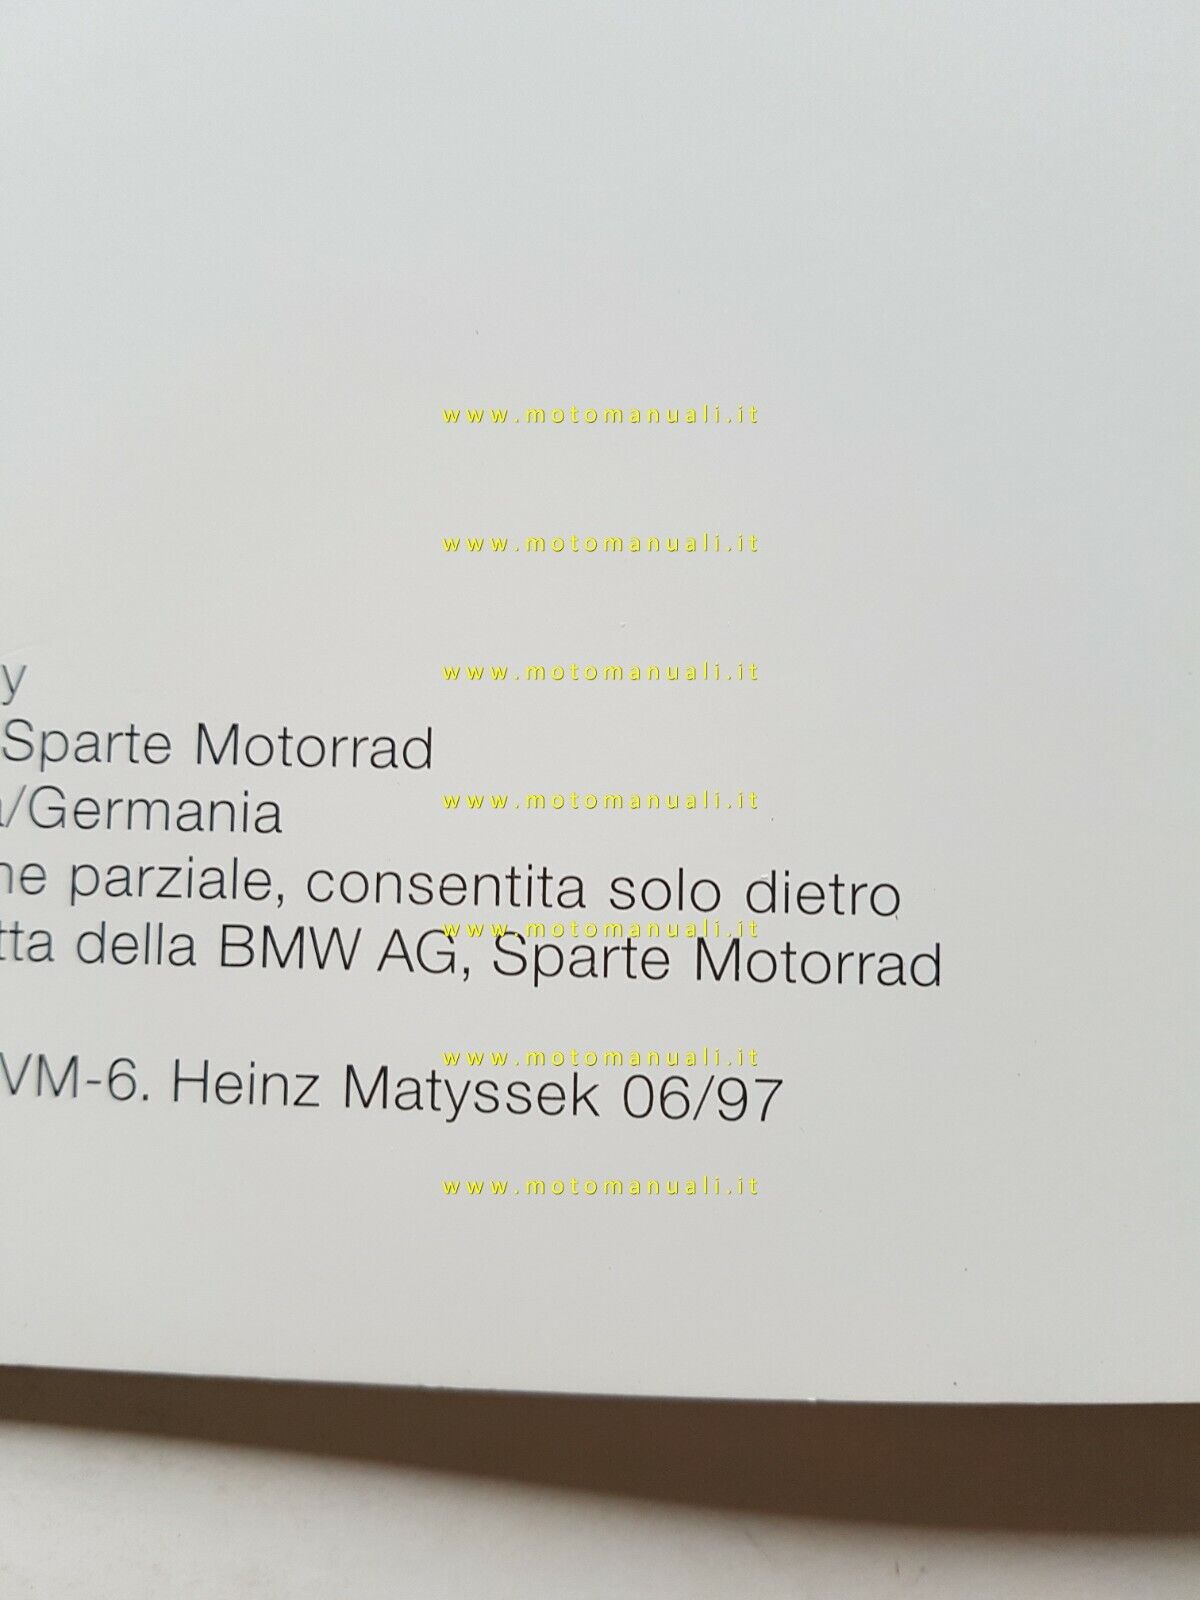 www.motomanuali.it
www.motomanuali.it
y
www.motomanuali.it
Sparte Motorrad
/Germania
www.motomanuali.it
ne parziale, consentita solo dietro
www.motomanuali.it
tta della BMW AG, Sparte Motorrad
www.motomanuali.it
VM-6. Heinz Matyssek 06/97
www.motomanuali.it